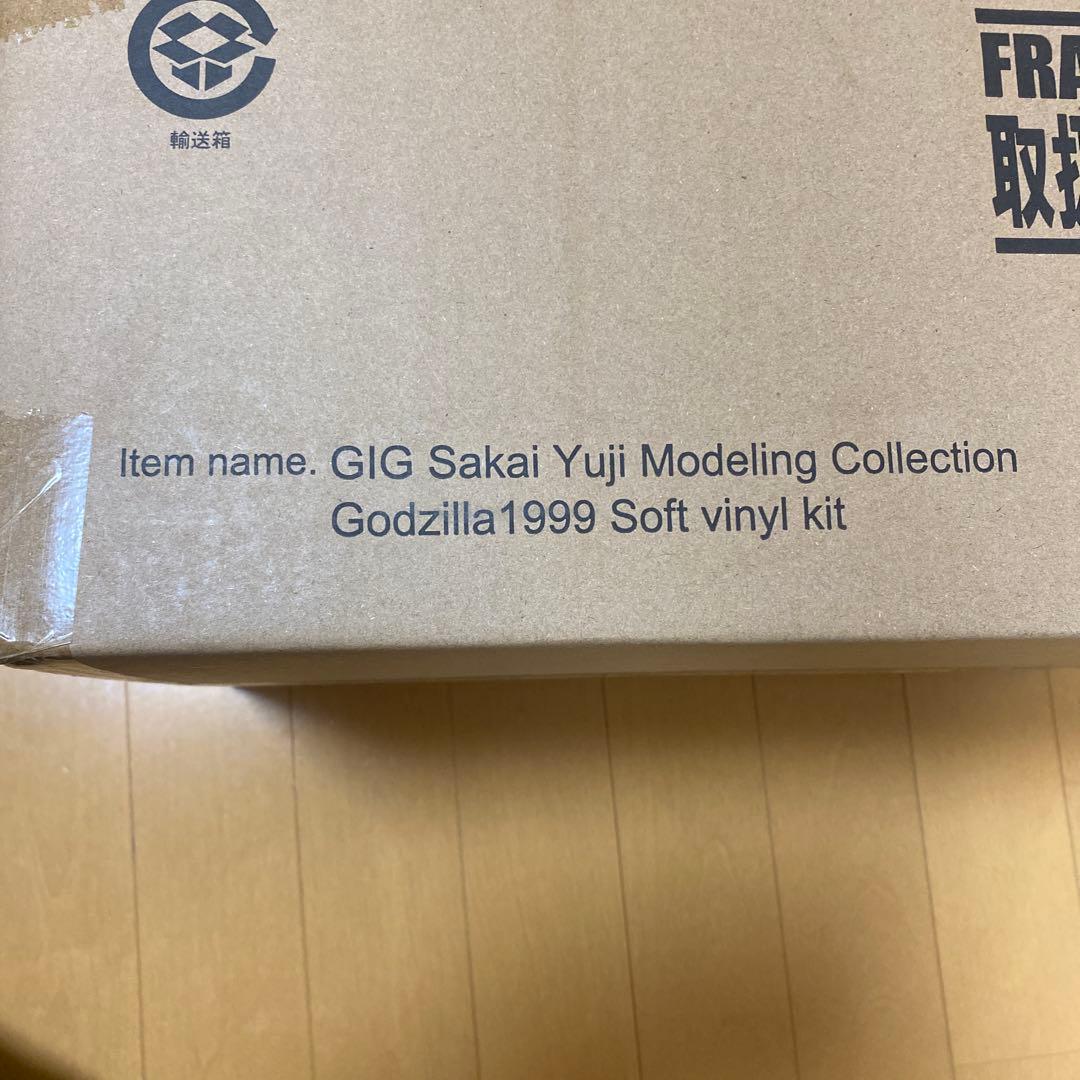 輸送箱
FRA
取扱
Item name. GIG Sakai Yuji Modeling Collection
Godzilla1999 Soft vinyl kit